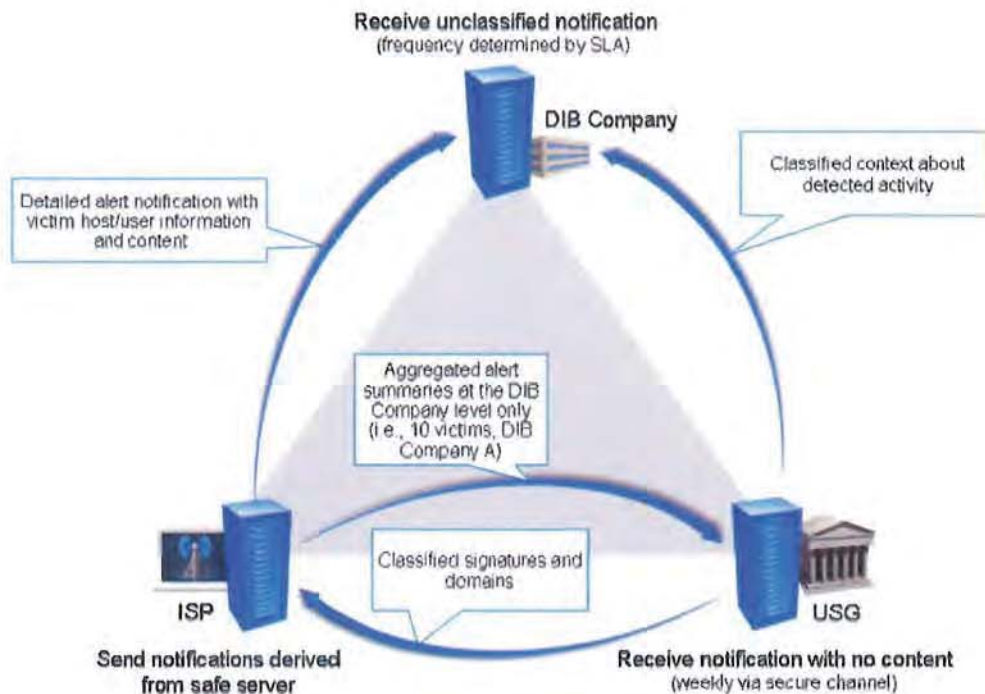 Receive unclassified notification
(frequency determined by SLA)
DIB Company
Detailed alert notification with
victim host/user information
and content
Classified context about
detected activity
Aggregated alert
summaries at the DIB
Company level only
(i.e., 10 victims, DIB
Company A)
Classified signatures and
domains
ISP
Send notifications derived
from safe server
USG
Receive notification with no content
(weekly via secure channel)